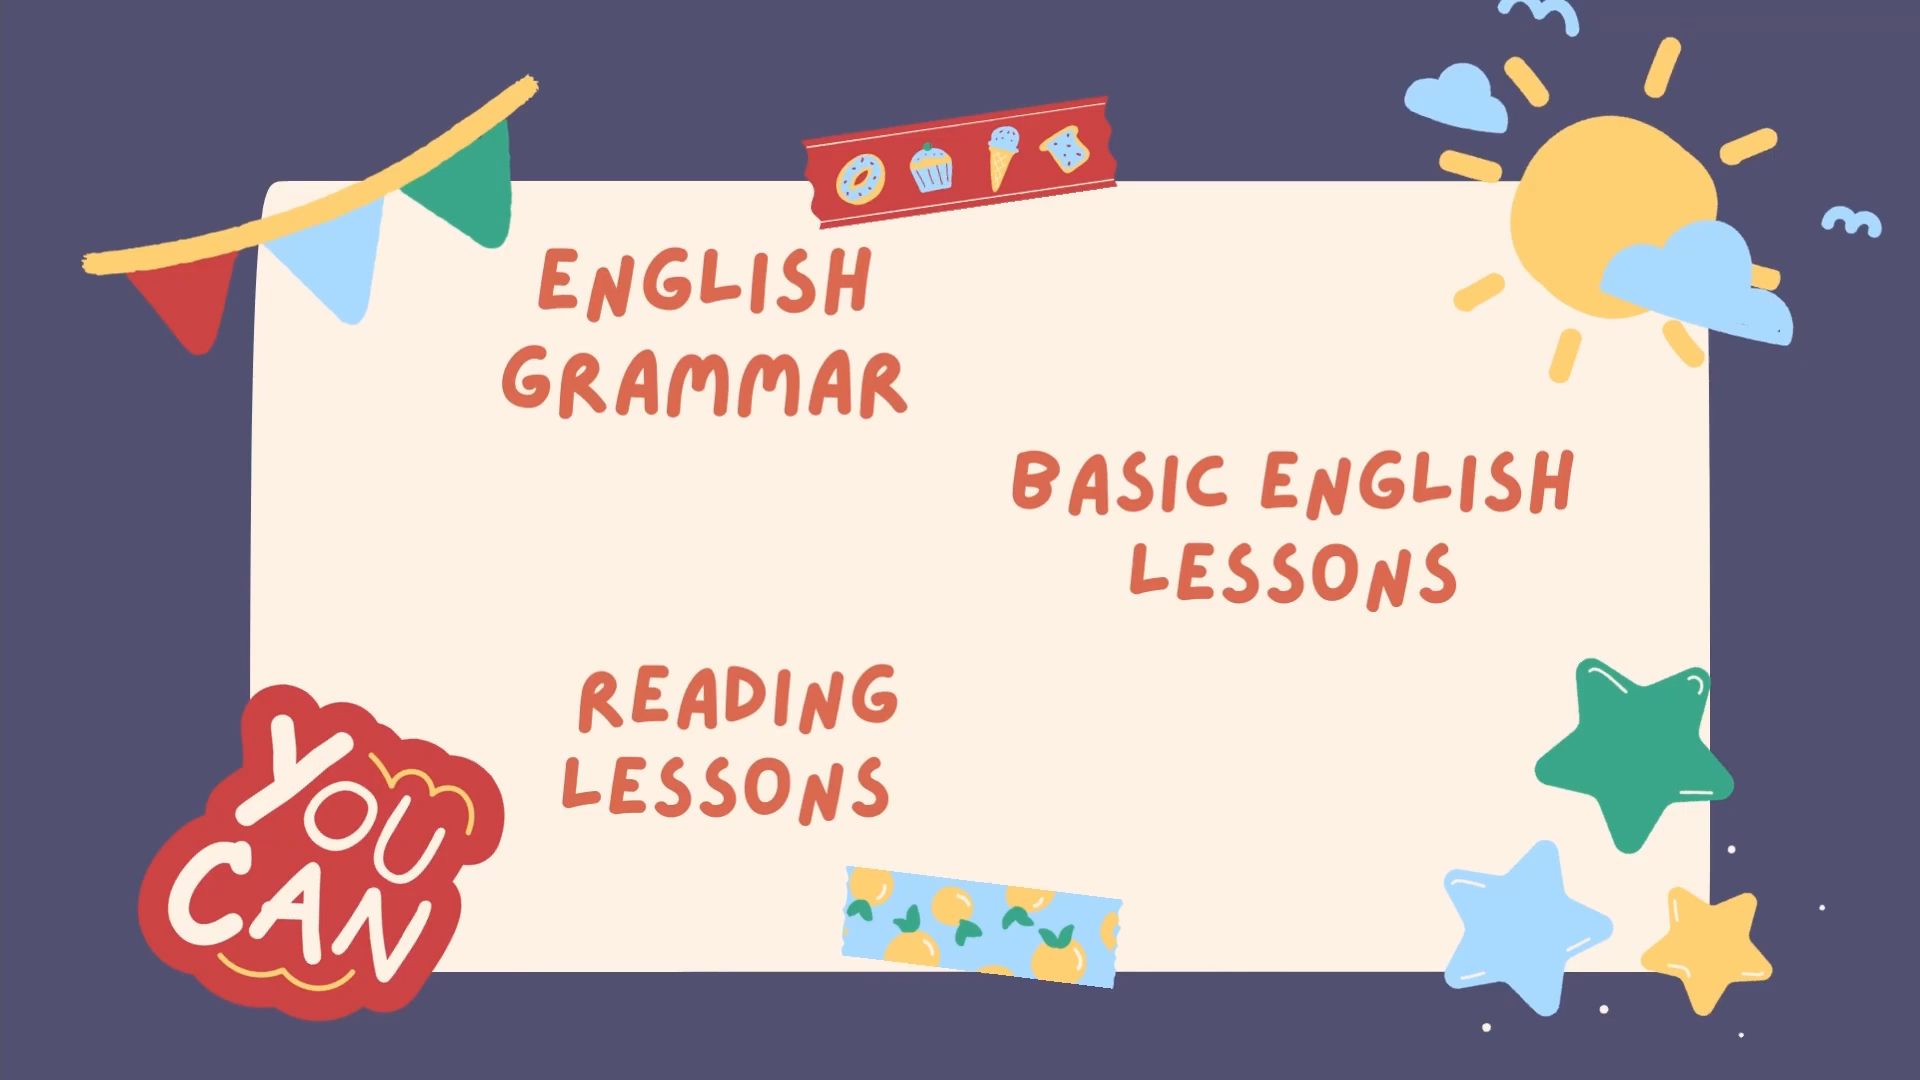 ENGLISH
GRAMMAR
BASIC ENGLISH
LESSONS
READING
LESSONS
YOU
CAN